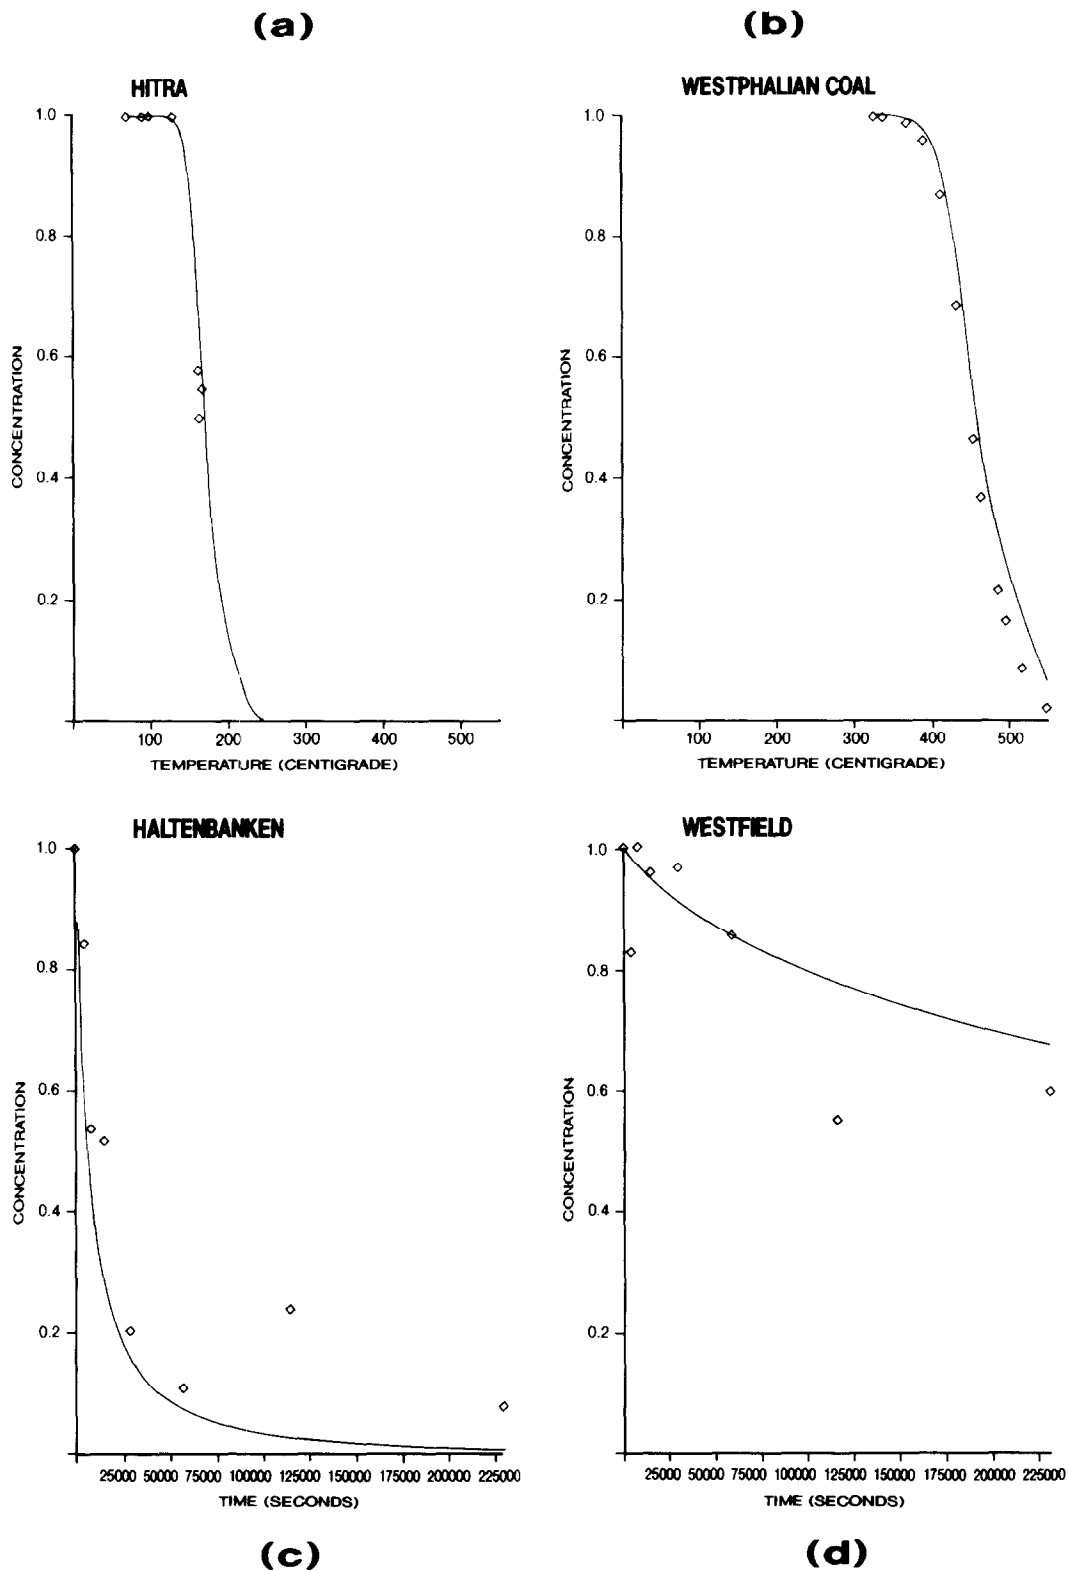 (a)
(b)
HITRA
1.0
0.8
0.6
0.4
0.2
CONCENTRATION
100 200 300 400 500
TEMPERATURE (CENTIGRADE)
WESTPHALIAN COAL
1.0
0.8
0.6
0.4
0.2
CONCENTRATION
100 200 300 400 500
TEMPERATURE (CENTIGRADE)
HALTENBANKEN
1.0
0.8
0.6
0.4
0.2
CONCENTRATION
25000 50000 75000 100000 125000 150000 175000 200000 225000
TIME (SECONDS)
WESTFIELD
1.0
0.8
0.6
0.4
0.2
CONCENTRATION
25000 50000 75000 100000 125000 150000 175000 200000 225000
TIME (SECONDS)
(c)
(d)